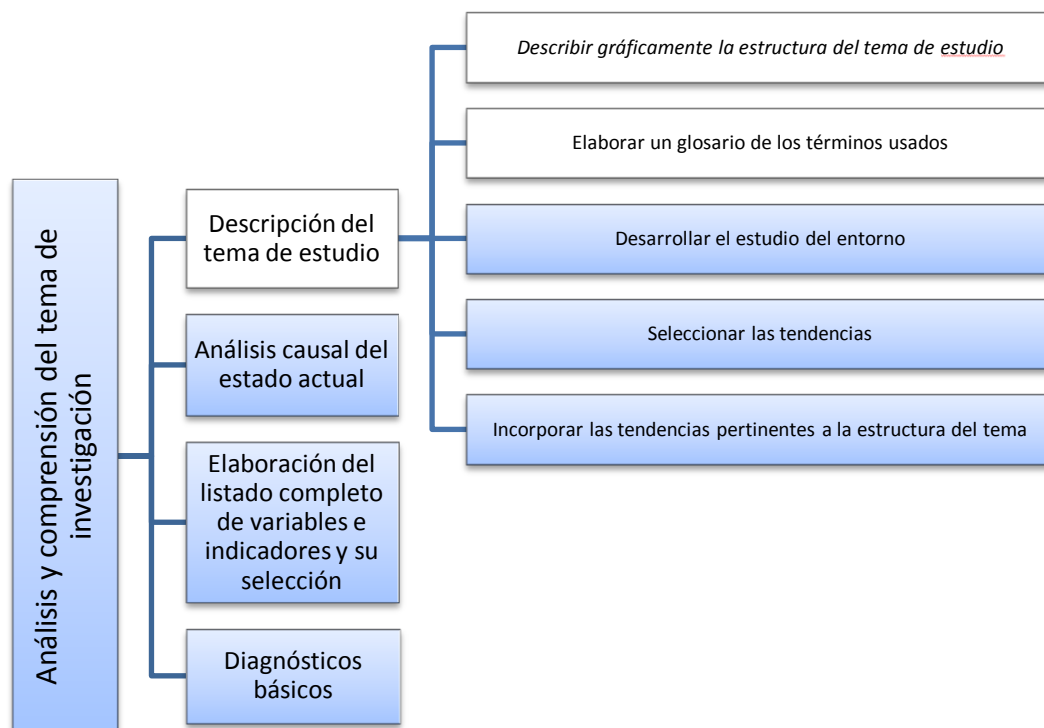 Análisis y comprensión del tema de
investigación
Descripción del
tema de estudio
Análisis causal del
estado actual
Elaboración del
listado completo
de variables e
indicadores y su
selección
Diagnósticos
básicos
Describir gráficamente la estructura del tema de estudio
Elaborar un glosario de los términos usados
Desarrollar el estudio del entorno
Seleccionar las tendencias
Incorporar las tendencias pertinentes a la estructura del tema